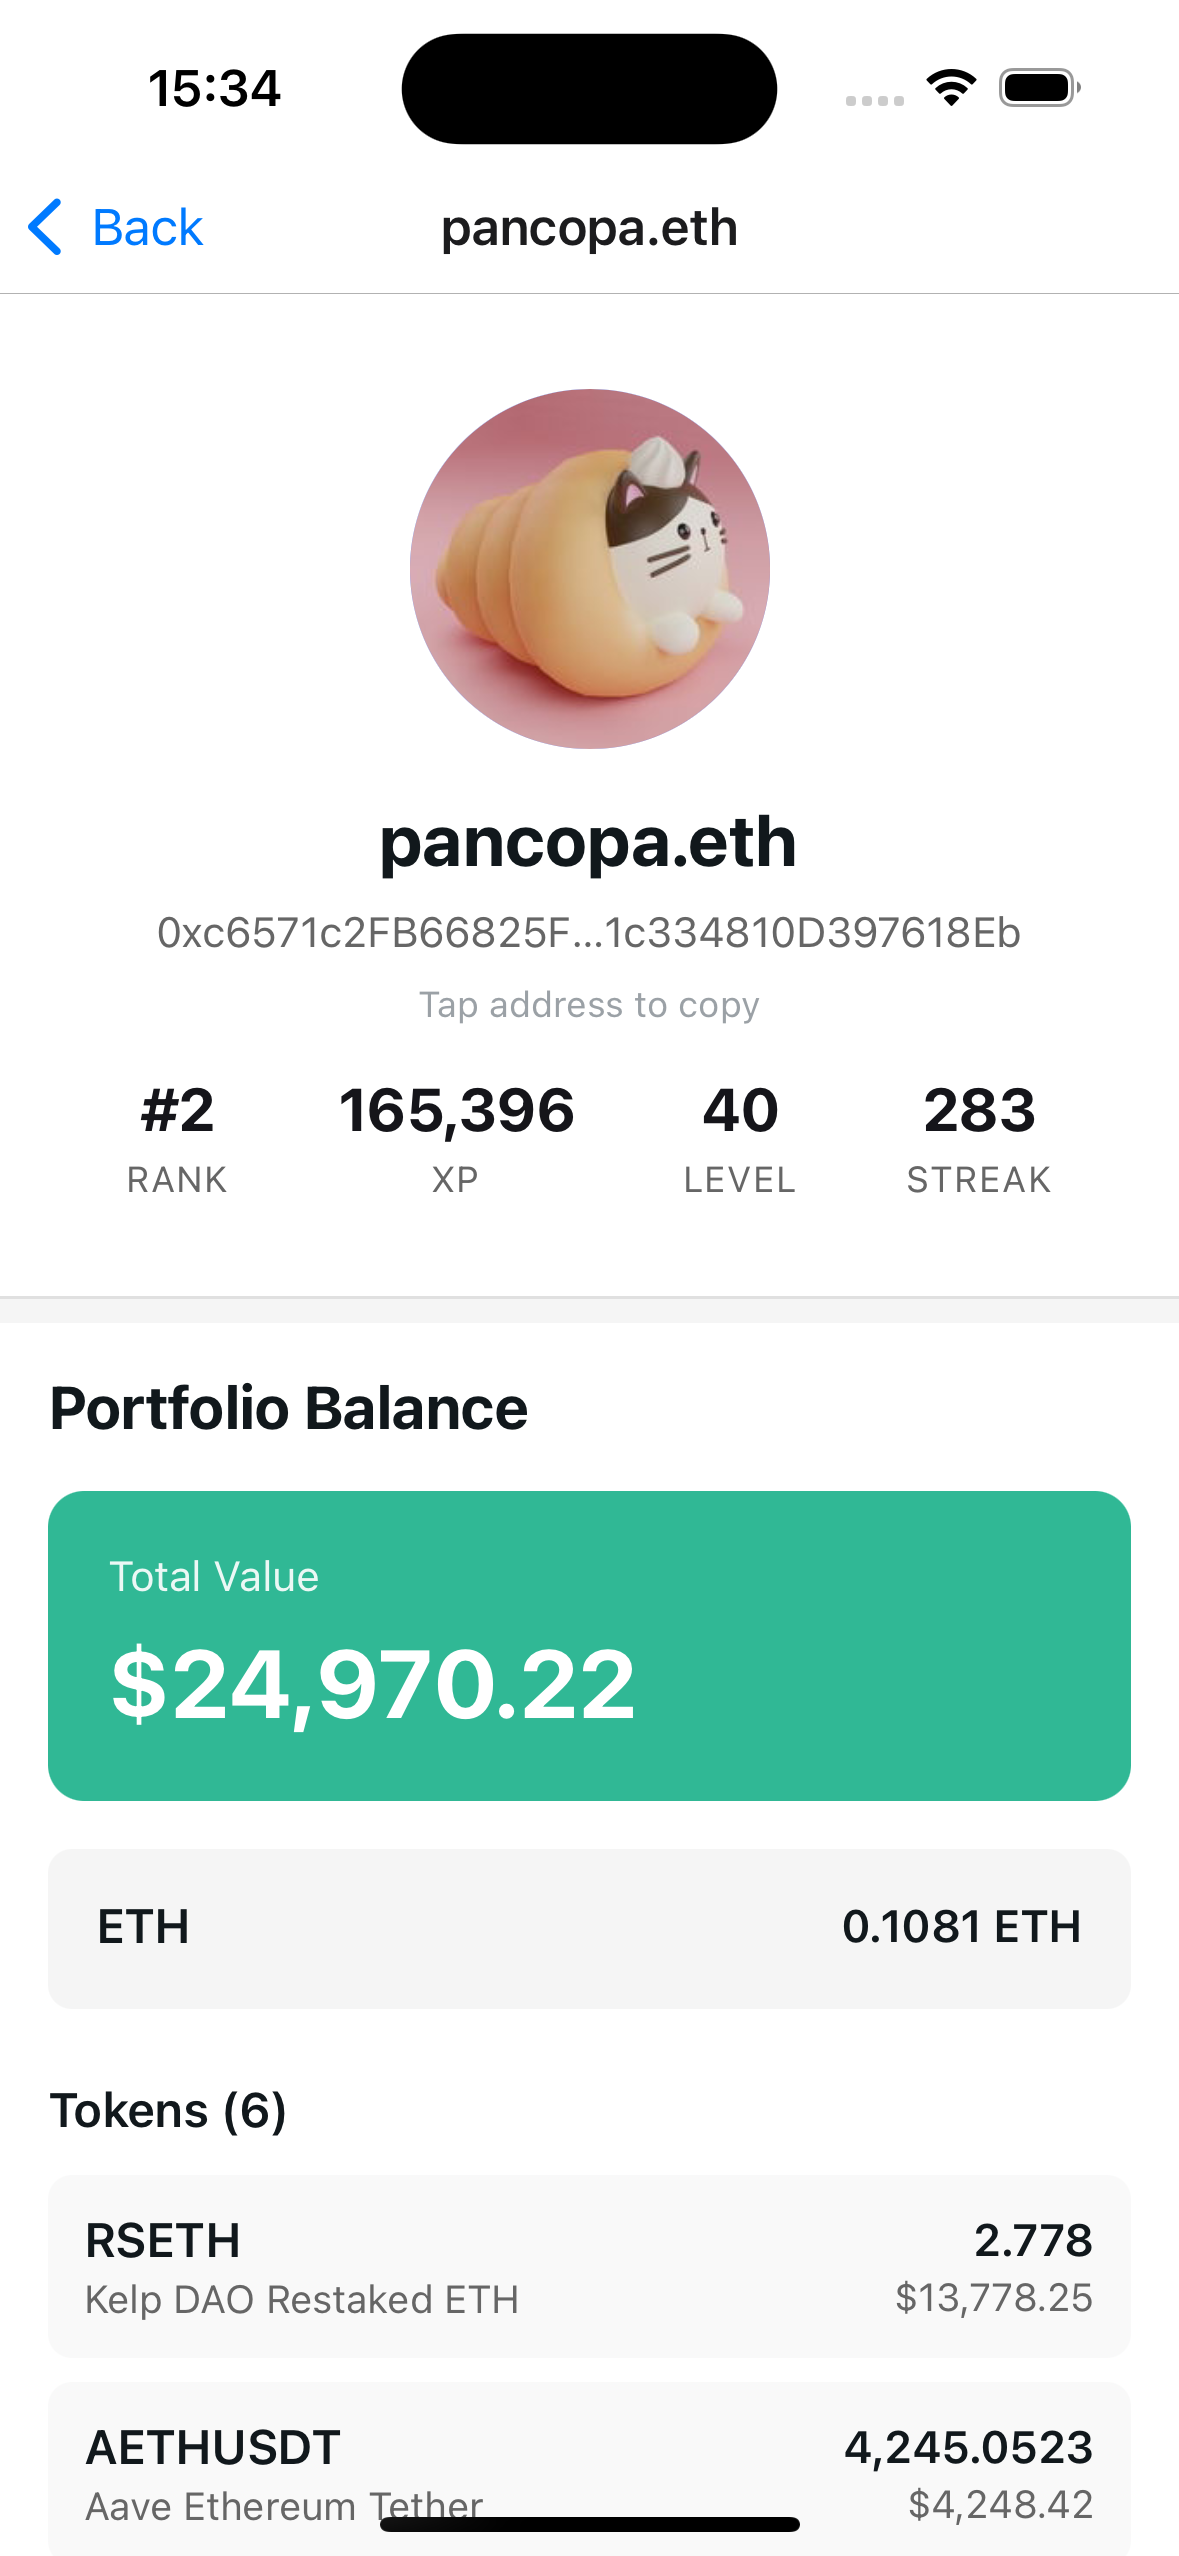 15:34
Back
pancopa.eth
pancopa.eth
0xc6571c2FB66825F...1c334810D397618Eb
Tap address to copy
#2 165,396 40 283
RANK XP LEVEL STREAK
Portfolio Balance
Total Value
$24,970.22
ETH 0.1081 ETH
Tokens (6)
RSETH 2.778
Kelp DAO Restaked ETH $13,778.25
AETHUSDT 4,245.0523
Aave Ethereum Tether $4,248.42